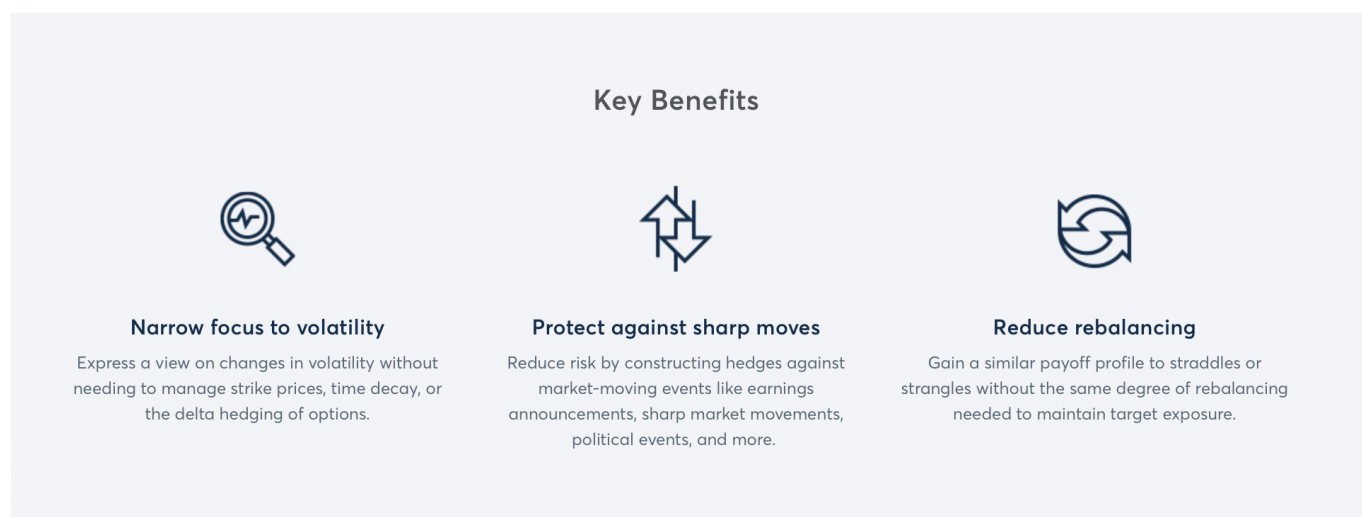 Key Benefits
Narrow focus to volatility
Express a view on changes in volatility without
needing to manage strike prices, time decay, or
the delta hedging of options.
Protect against sharp moves
Reduce risk by constructing hedges against
market-moving events like earnings
announcements, sharp market movements,
political events, and more.
Reduce rebalancing
Gain a similar payoff profile to straddles or
strangles without the same degree of rebalancing
needed to maintain target exposure.